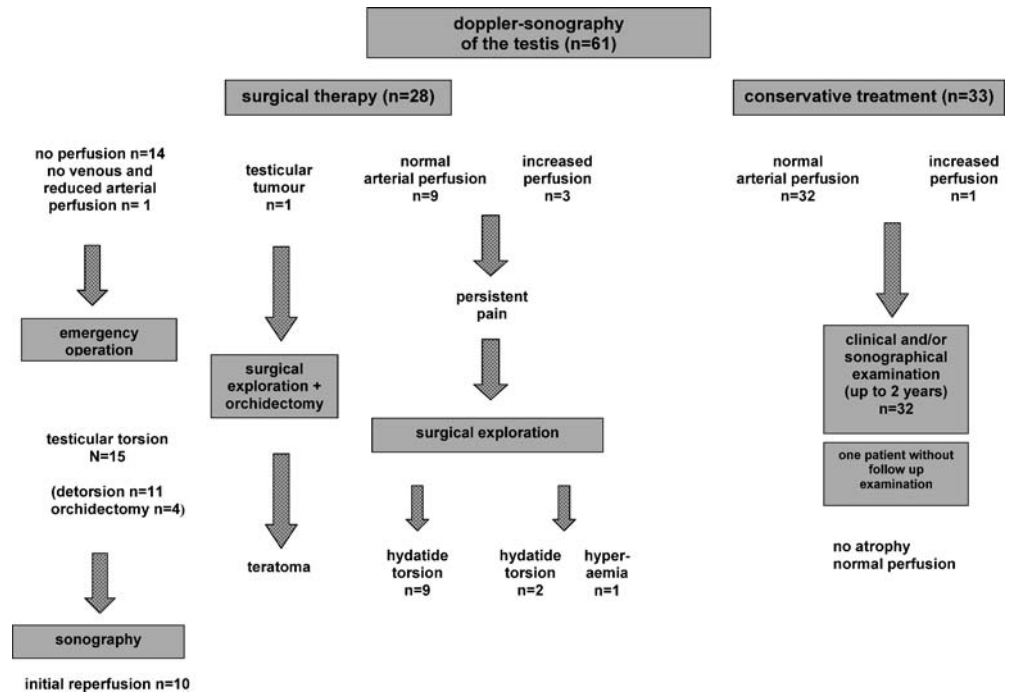 doppler-sonography
of the testis (n=61)
surgical therapy (n=28)
conservative treatment (n=33)
no perfusion n=14
no venous and
reduced arterial
perfusion n= 1
testicular
tumour
n=1
normal
arterial perfusion
n=9
increased
perfusion
n=3
normal
arterial perfusion
n=32
increased
perfusion
n=1
persistent
pain
emergency
operation
surgical
exploration +
orchidectomy
clinical and/or
sonographical
examination
(up to 2 years)
n=32
surgical exploration
one patient without
follow up
examination
testicular torsion
N=15
(detorsion n=11
orchidectomy n=4)
teratoma
hydatide
torsion
n=9
hydatide
torsion
n=2
hyper-
aemia
n=1
no atrophy
normal perfusion
sonography
initial reperfusion n=10